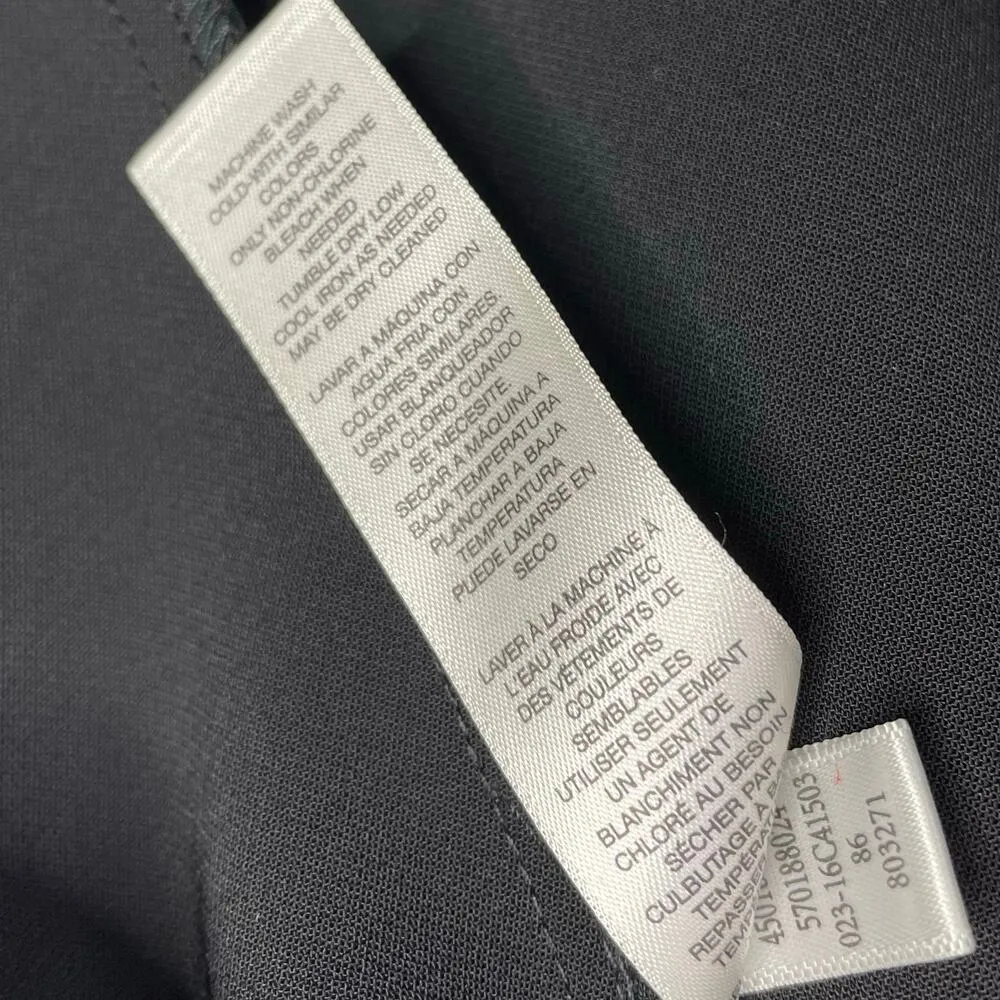 MACHINE WASH
COLD-WITH SIMILAR
COLORS
ONLY NON-CHLORINE
BLEACH WHEN
NEEDED
TUMBLE DRY LOW
COOL IRON AS NEEDED
MAY BE DRY CLEANED
LAVAR A MAQUINA CON
AGUA FRIA CON
COLORES SIMILARES
USAR BLANQUEADOR
SIN CLORO CUANDO
SE NECESITE.
SECAR A MÁQUINA A
BAJA TEMPERATURA
PLANCHAR A BAJA
TEMPERATURA
PUEDE LAVARSE EN
SECO
LAVER À LA MACHINE À
L'EAU FROIDE AVEC
DES VÊTEMENTS DE
COULEURS
SEMBLABLES
UTILISER SEULEMENT
UN AGENT DE
BLANCHIMENT NON
CHLORÉ AU BESOIN
SÉCHER PAR
CULBUTAGE À
023-16C41503
86
803271